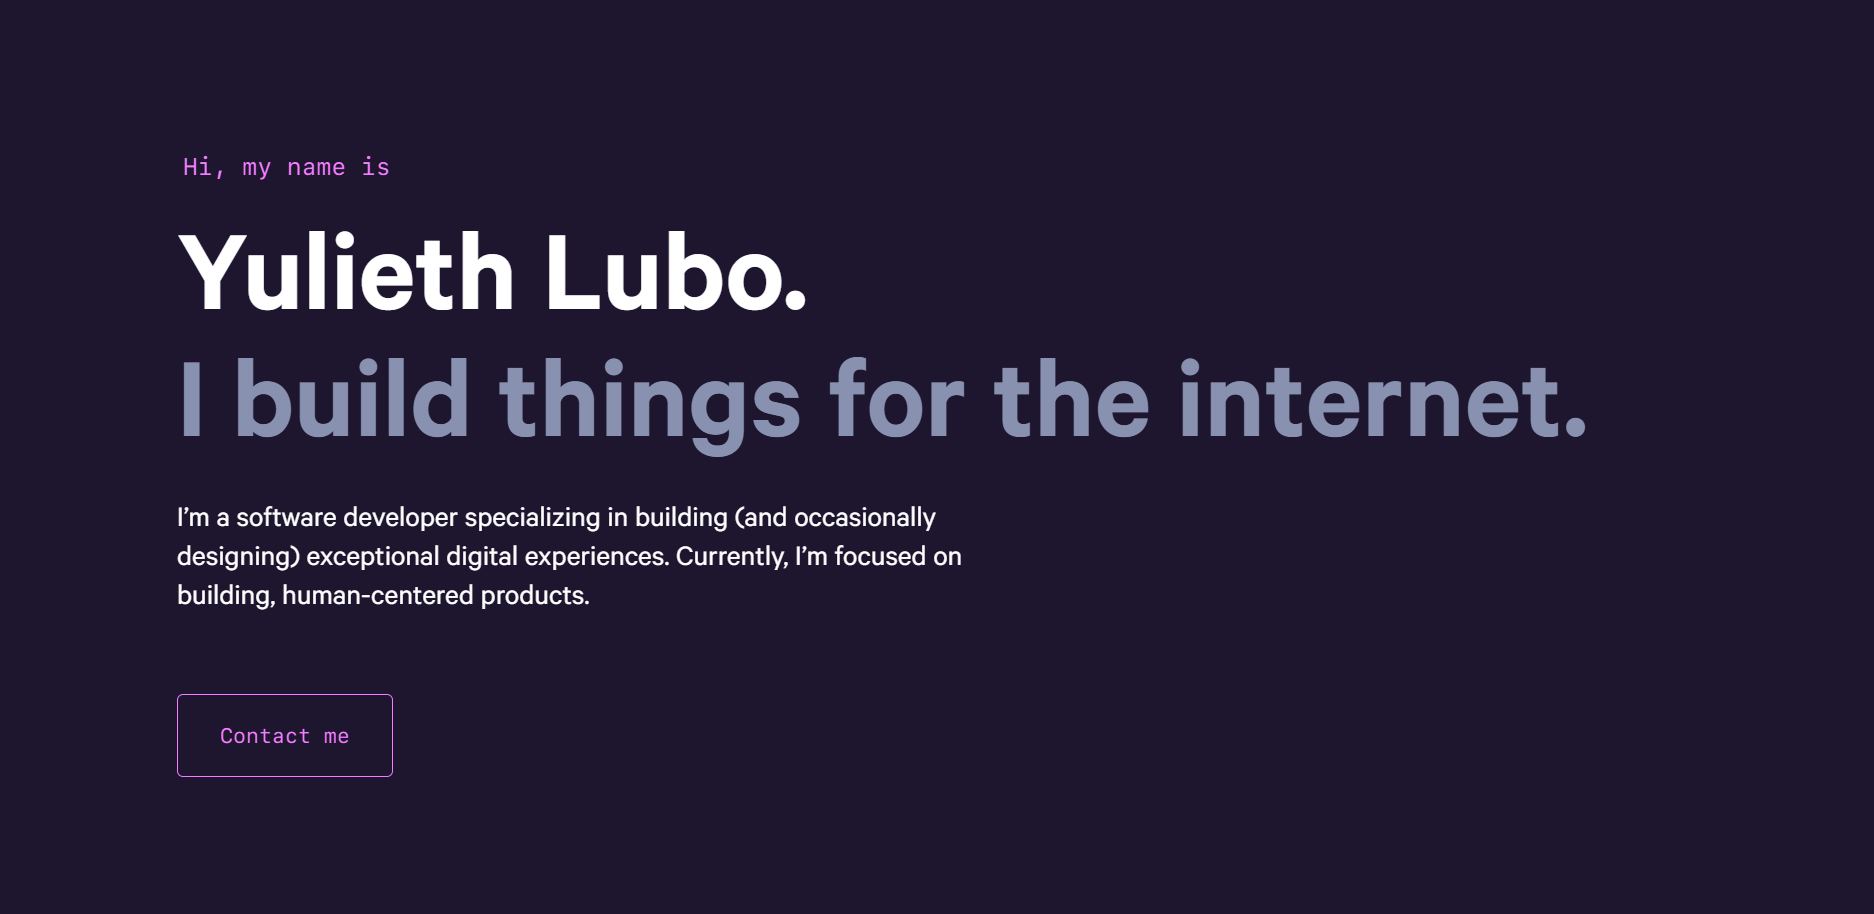 Hi, my name is
Yulieth Lubo.
I build things for the internet.
I’m a software developer specializing in building (and occasionally
designing) exceptional digital experiences. Currently, I’m focused on
building, human-centered products.
Contact me